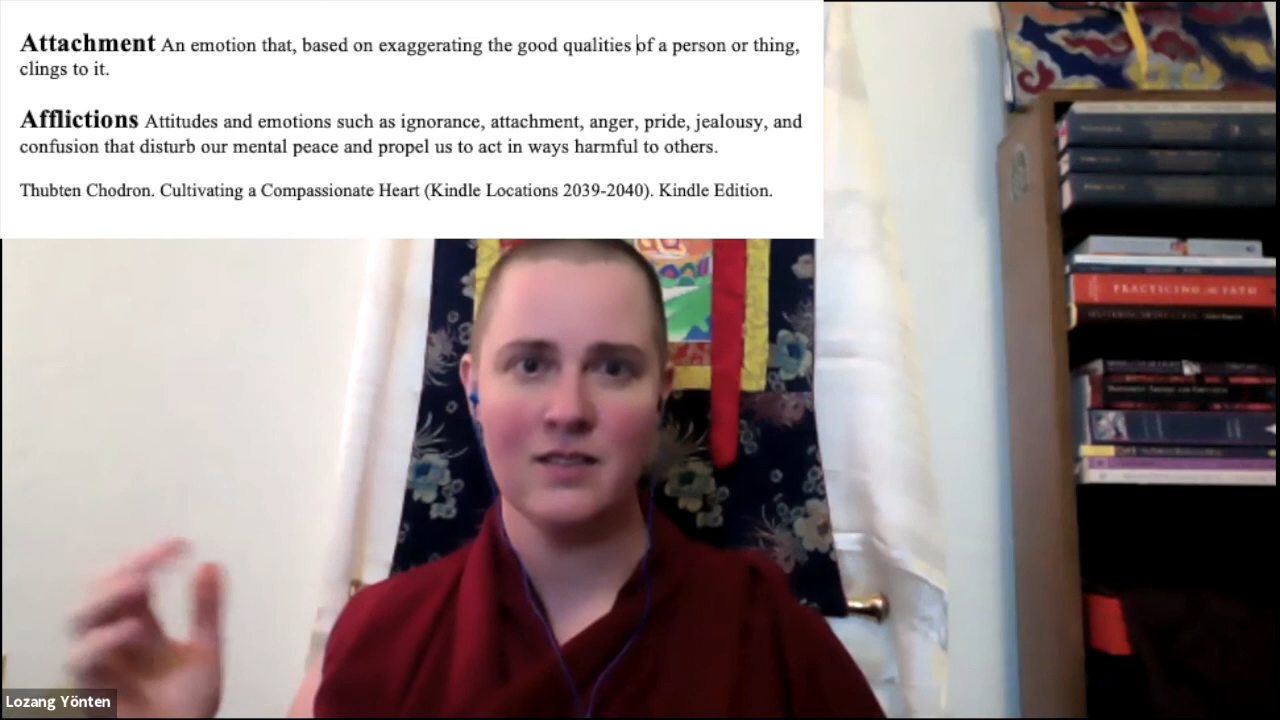 Attachment An emotion that, based on exaggerating the good qualities of a person or thing,
clings to it.
Afflictions Attitudes and emotions such as ignorance, attachment, anger, pride, jealousy, and
confusion that disturb our mental peace and propel us to act in ways harmful to others.
Thubten Chodron. Cultivating a Compassionate Heart (Kindle Locations 2039-2040). Kindle Edition.
PRACTICING THE PATH
Lozang Yönten